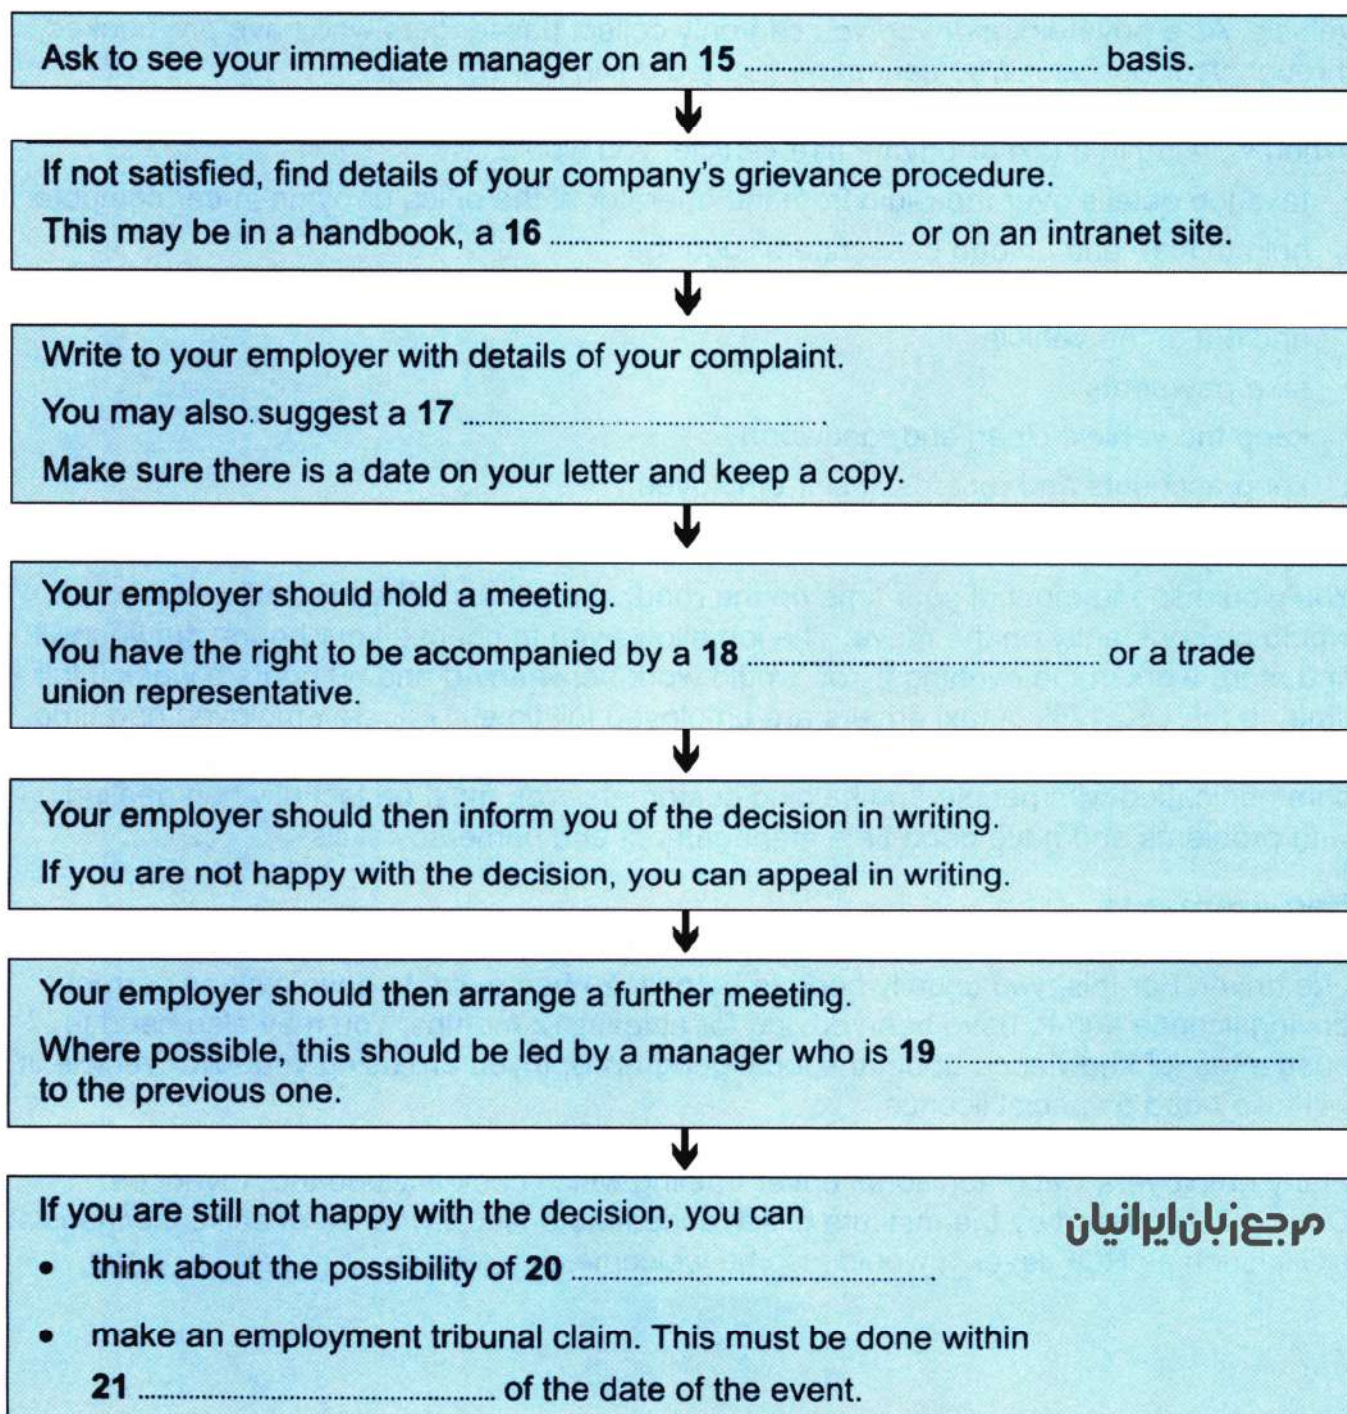 Ask to see your immediate manager on an 15 ........................ basis.
If not satisfied, find details of your company's grievance procedure.
This may be in a handbook, a 16 ........................ or on an intranet site.
Write to your employer with details of your complaint.
You may also suggest a 17 ........................ .
Make sure there is a date on your letter and keep a copy.
Your employer should hold a meeting.
You have the right to be accompanied by a 18 ........................ or a trade
union representative.
Your employer should then inform you of the decision in writing.
If you are not happy with the decision, you can appeal in writing.
Your employer should then arrange a further meeting.
Where possible, this should be led by a manager who is 19 ........................
to the previous one.
If you are still not happy with the decision, you can
مرجع زبان ایرانیان
• think about the possibility of 20 ........................ .
• make an employment tribunal claim. This must be done within
21 ........................ of the date of the event.